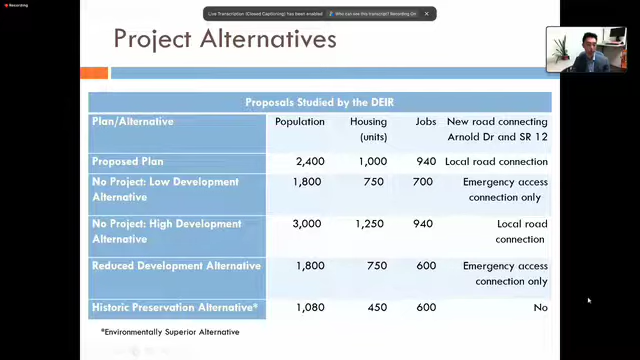 Recording
Live Transcription (Closed Captioning) has been enabled
Who can see this transcript? Recording On
Project Alternatives
Proposals Studied by the DEIR
Plan/Alternative Population Housing (units) Jobs New road connecting Arnold Dr and SR 12
Proposed Plan 2,400 1,000 940 Local road connection
No Project: Low Development Alternative 1,800 750 700 Emergency access connection only
No Project: High Development Alternative 3,000 1,250 940 Local road connection
Reduced Development Alternative 1,800 750 600 Emergency access connection only
Historic Preservation Alternative* 1,080 450 600 No
*Environmentally Superior Alternative